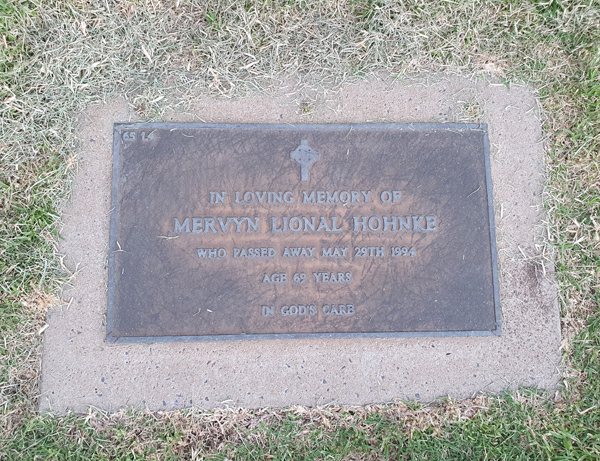 GS 14
IN LOVING MEMORY OF
MERVYN LIONAL HOHNKE
WHO PASSED AWAY MAY 29TH 1994
AGE 69 YEARS
IN GOD'S CARE